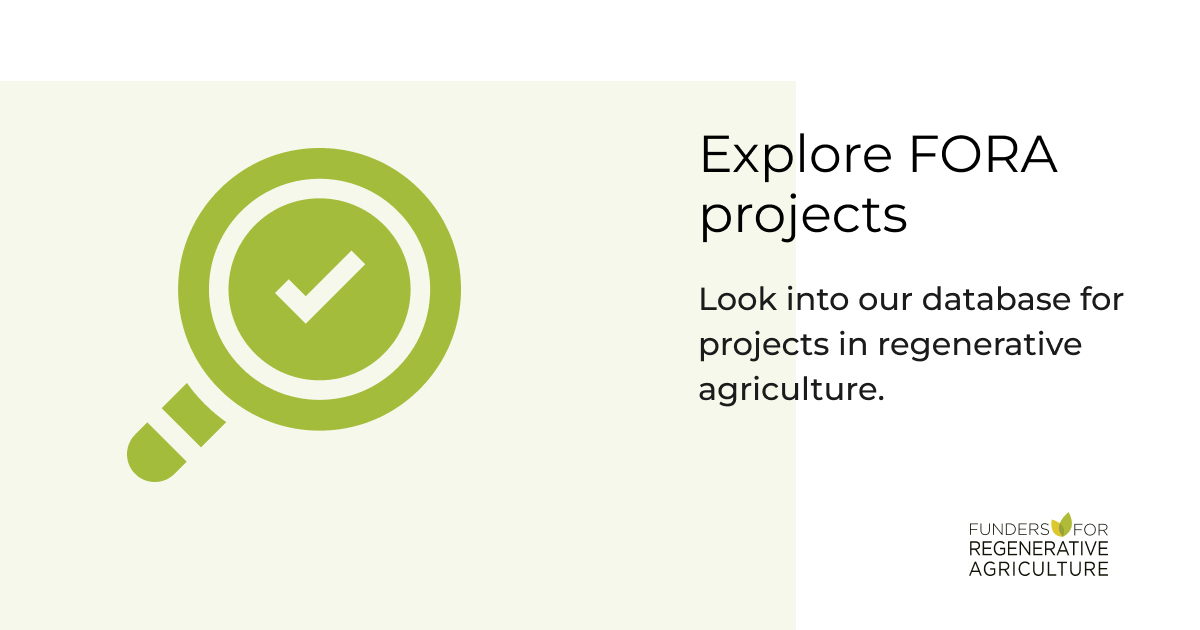 Explore FORA
projects
Look into our database for
projects in regenerative
agriculture.
FUNDERS FOR
REGENERATIVE
AGRICULTURE